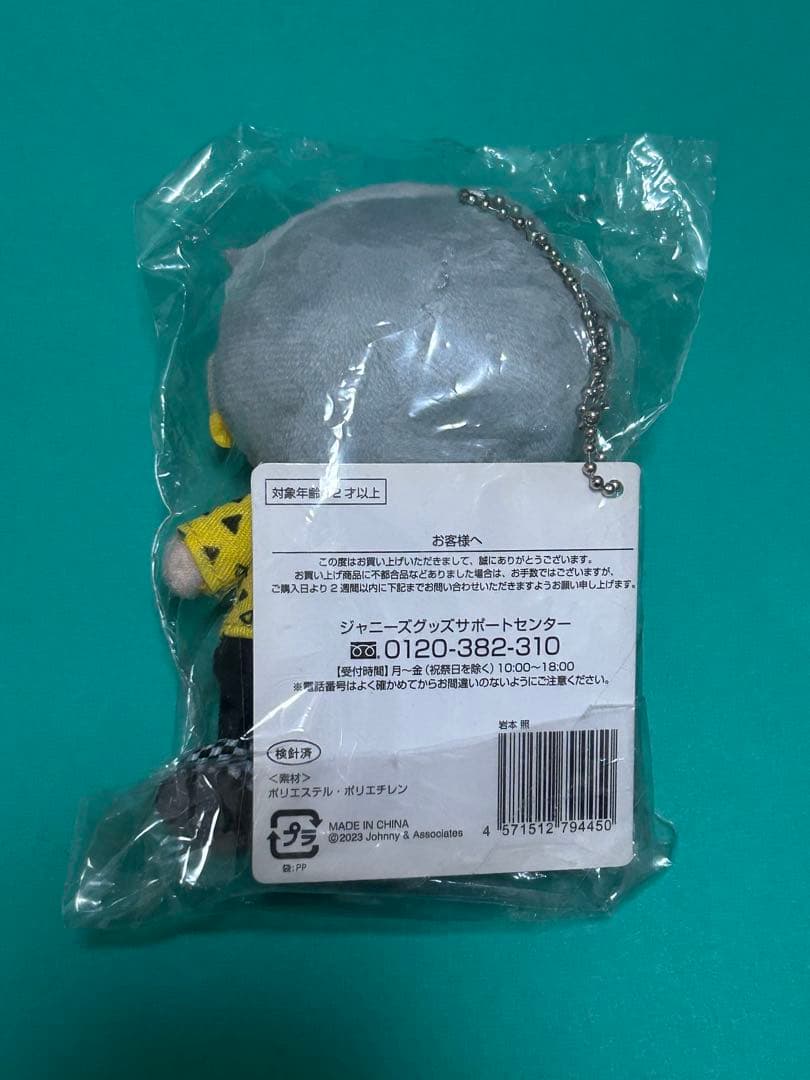 対象年齢12才以上
お客様へ
この度はお買い上げいただきまして、誠にありがとうございます。
お買い上げ商品に不都合品などありました場合は、お手数ではございますが、
ご購入日より2週間以内に下記までお問い合わせいただきますようお願い申し上げます。
ジャニーズグッズサポートセンター
0120-382-310
【受付時間】月〜金(祝祭日を除く)10:00〜18:00
※電話番号はよく確かめてからお間違いのないようにご注意ください。
岩本 照
検針済
<素材>
ポリエステル・ポリエチレン
プラ
MADE IN CHINA
©2023 Johnny & Associates
袋:PP
4 571512 794450